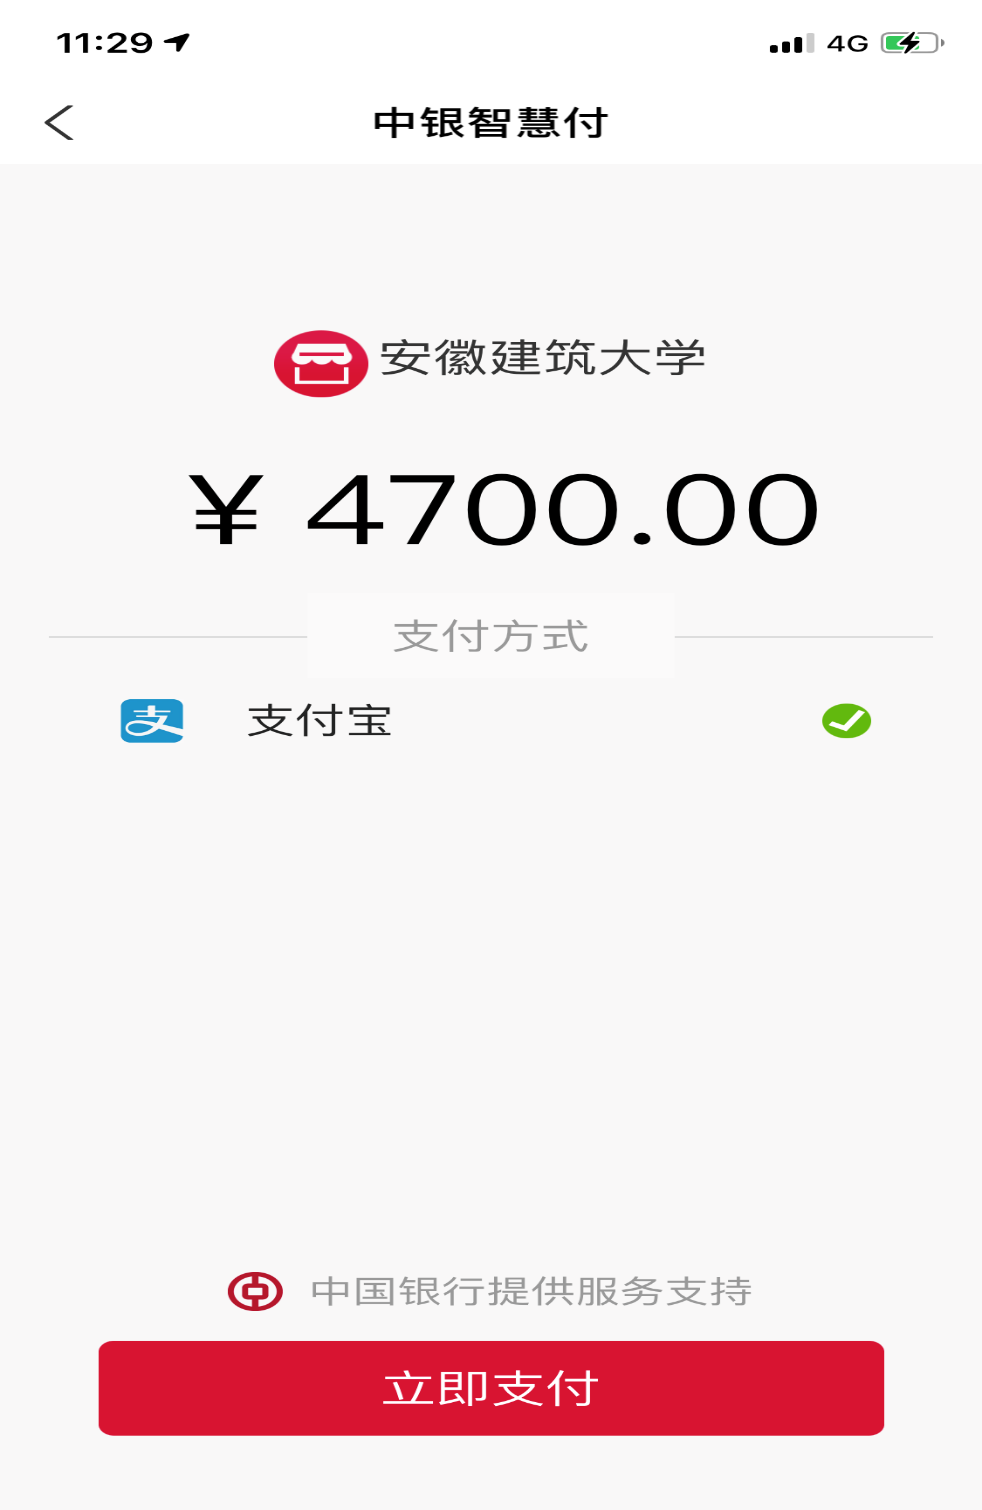 11:29 4G
中银智慧付
安徽建筑大学
¥ 4700.00
支付方式
支 支付宝
中国银行提供服务支持
立即支付